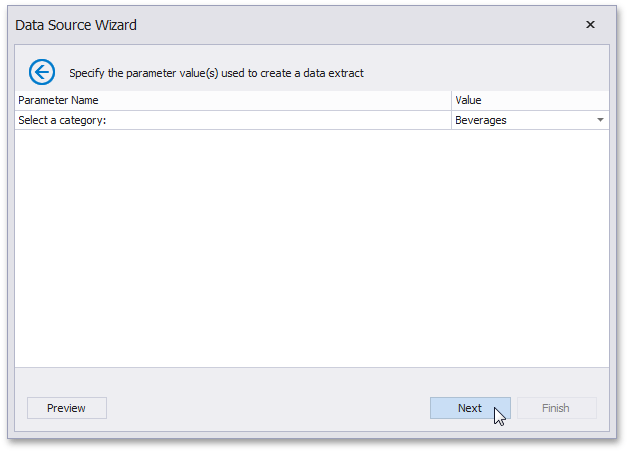 Data Source Wizard
Specify the parameter value(s) used to create a data extract
Parameter Name Value
Select a category: Beverages
Preview Next Finish